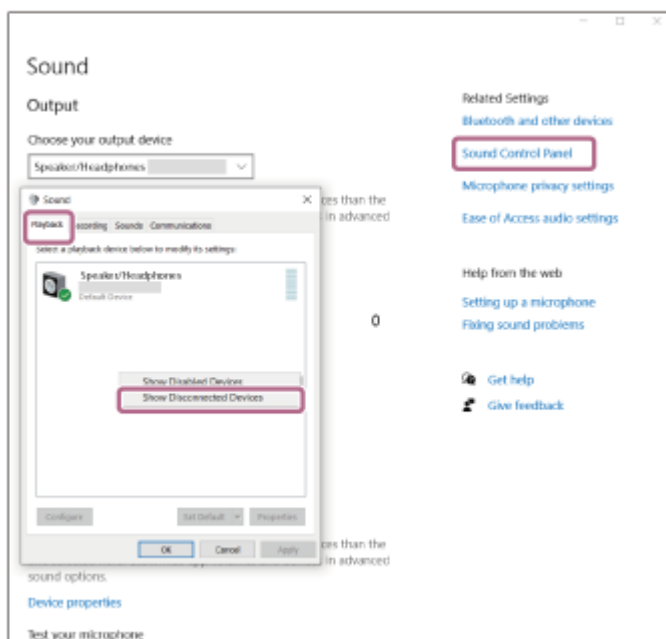 Sound
Output
Choose your output device
Speaker/Headphones
Sound
Playback
Recording
Sounds
Communications
Select a playback device below to modify its settings:
Speaker/Headphones
Default Device
Show Disabled Devices
Show Disconnected Devices
Configure
Set Default
Properties
OK
Cancel
Apply
than the
in advanced
0
than the
in advanced
sound options.
Device properties
Test your microphone
Related Settings
Bluetooth and other devices
Sound Control Panel
Microphone privacy settings
Ease of Access audio settings
Help from the web
Setting up a microphone
Fixing sound problems
Get help
Give feedback